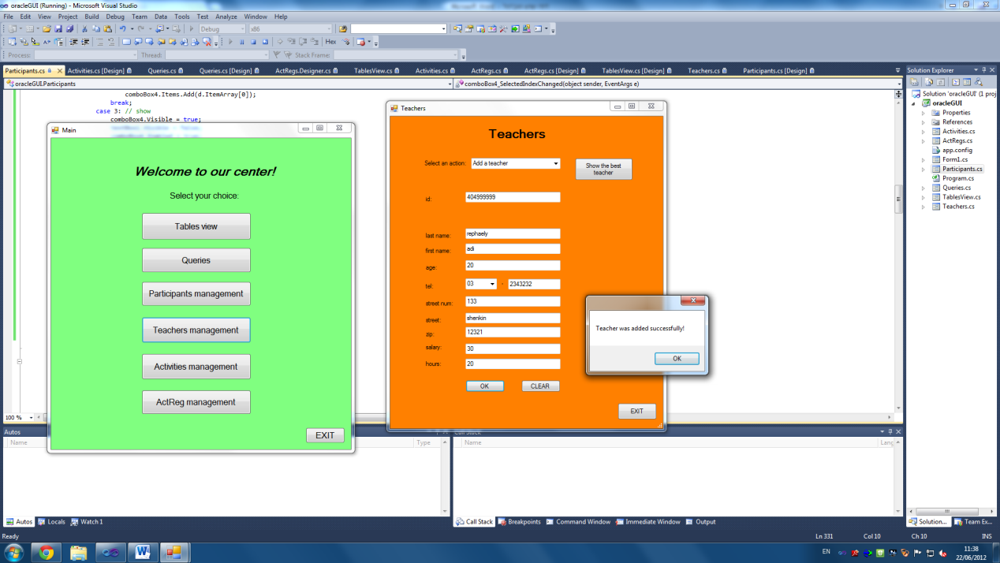 oracleGUI (Running) - Microsoft Visual Studio
File Edit View Project Build Debug Team Data Tools Test Analyze Window Help
Debug x86
Hex
Process: Thread: Stack Frame:
Participants.cs Activities.cs [Design] Queries.cs Queries.cs [Design] ActRegs.Designer.cs TablesView.cs Activities.cs ActRegs.cs ActRegs.cs [Design] TablesView.cs [Design] Teachers.cs Participants.cs [Design]
oracleGUI.Participants comboBox4_SelectedIndexChanged(object sender, EventArgs e)
comboBox4.Items.Add(d.ItemArray[0]);
break;
case 3: // show
comboBox4.Visible = true;
Main
Welcome to our center!
Select your choice:
Tables view
Queries
Participants management
Teachers management
Activities management
ActReg management
EXIT
Teachers
Teachers
Select an action: Add a teacher
Show the best
teacher
id: 404999999
last name: rephaely
first name: adi
age: 20
tel: 03 - 2343232
street num: 133
street: shenkin
zip: 12321
salary: 30
hours: 20
OK CLEAR
EXIT
Teacher was added successfully!
OK
Solution Explorer
Solution 'oracleGUI' (1 proj
oracleGUI
Properties
References
Activities.cs
ActRegs.cs
app.config
Form1.cs
Participants.cs
Program.cs
Queries.cs
TablesView.cs
Teachers.cs
100 %
Autos
Name Type
Call Stack
Name Lang
Autos Locals Watch 1
Call Stack Breakpoints Command Window Immediate Window Output
Solution... Team Ex...
Ready Ln 331 Col 10 Ch 10 INS
EN
11:38
22/06/2012